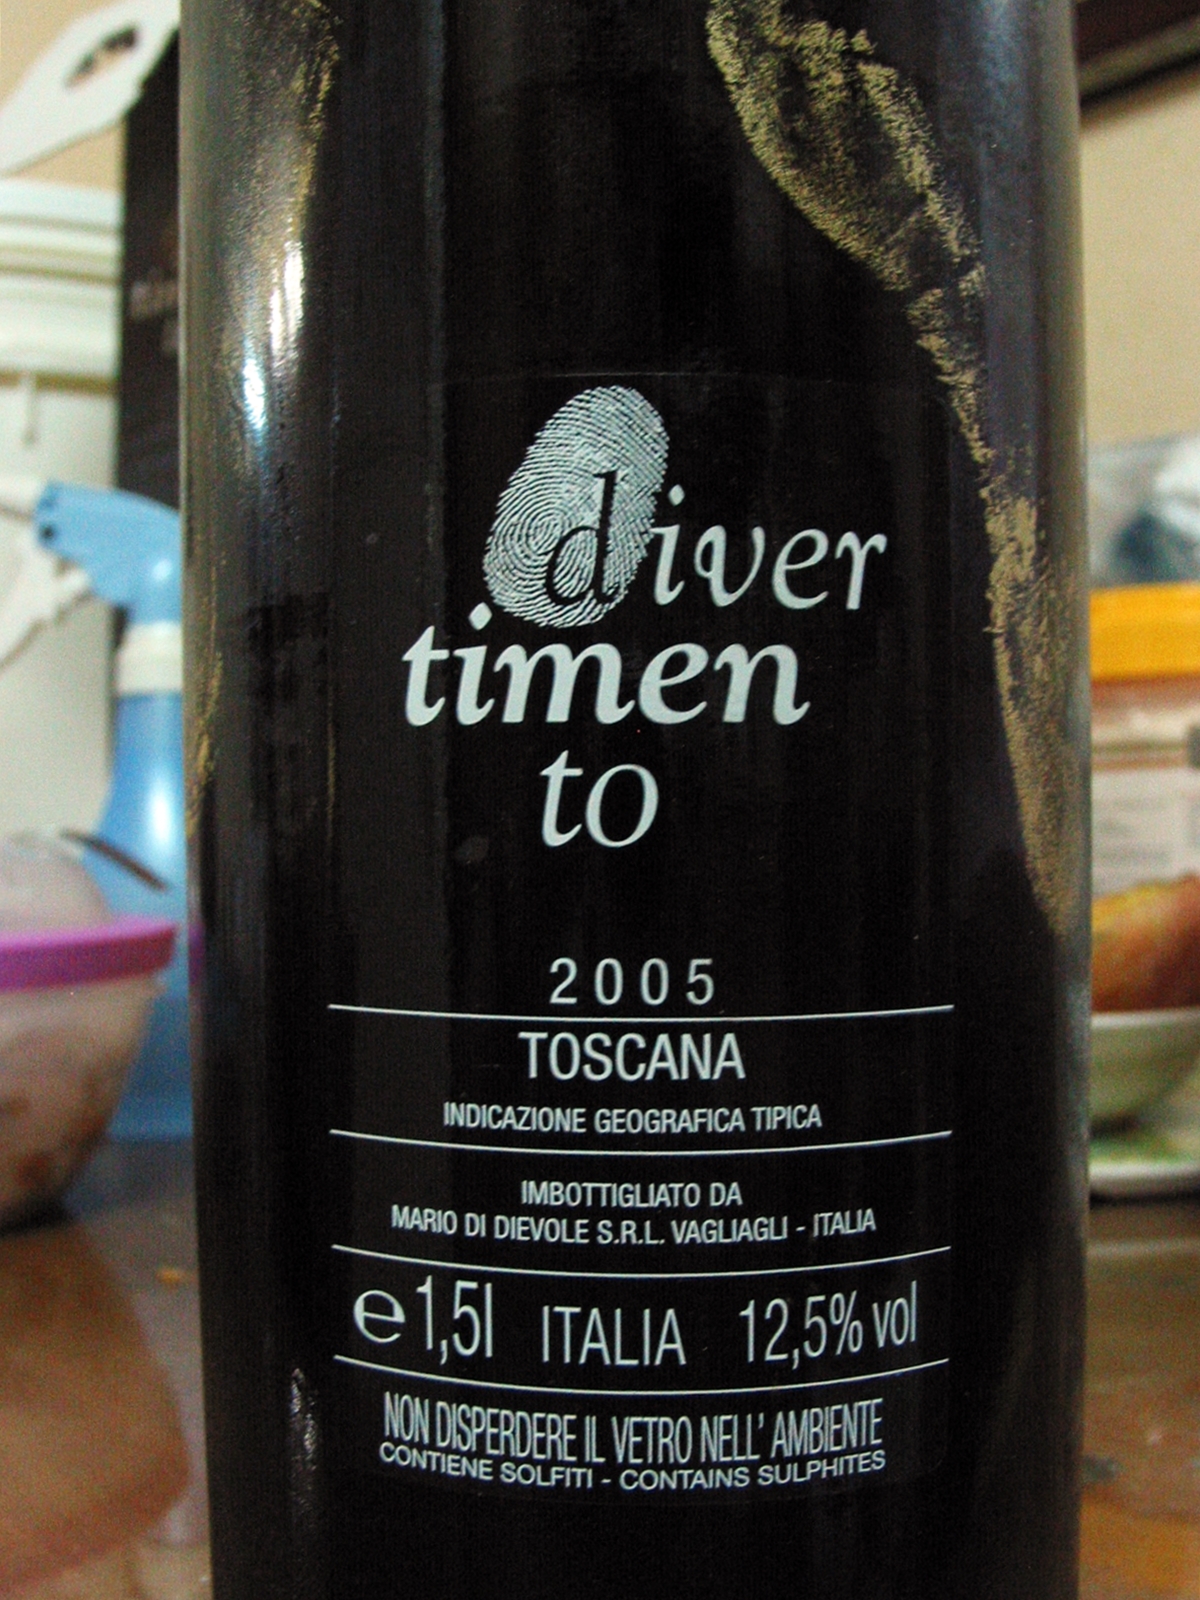 diver
timen
to
2005
TOSCANA
INDICAZIONE GEOGRAFICA TIPICA
IMBOTTIGLIATO DA
MARIO DI DIEVOLE S.R.L. VAGLIAGLI - ITALIA
e 1,5l ITALIA 12,5% vol
NON DISPERDERE IL VETRO NELL' AMBIENTE
CONTIENE SOLFITI - CONTAINS SULPHITES